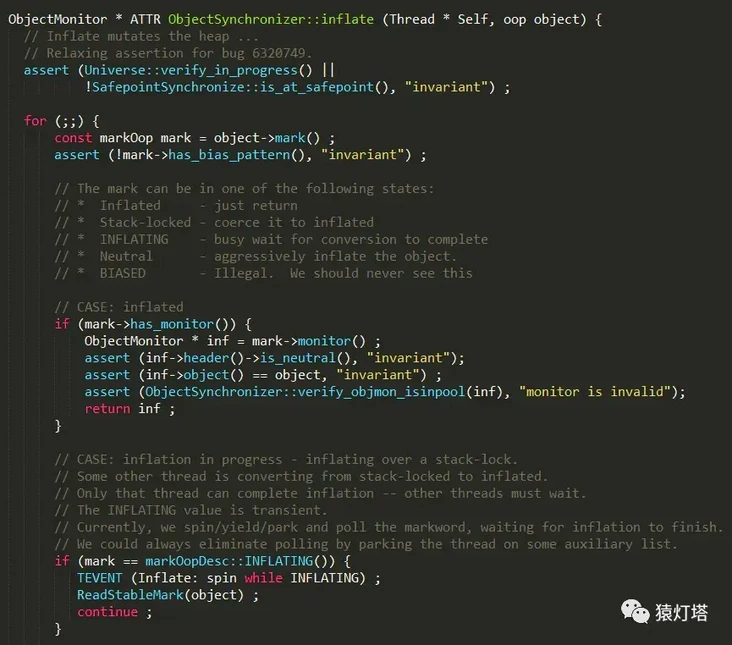 ObjectMonitor * ATTR ObjectSynchronizer::inflate (Thread * Self, oop object) {
  // Inflate mutates the heap ...
  // Relaxing assertion for bug 6320749.
  assert (Universe::verify_in_progress() ||
          !SafepointSynchronize::is_at_safepoint(), "invariant") ;

  for (;;) {
      const markOop mark = object->mark() ;
      assert (!mark->has_bias_pattern(), "invariant") ;

      // The mark can be in one of the following states:
      // *  Inflated     - just return
      // *  Stack-locked - coerce it to inflated
      // *  INFLATING    - busy wait for conversion to complete
      // *  Neutral      - aggressively inflate the object.
      // *  BIASED       - Illegal.  We should never see this

      // CASE: inflated
      if (mark->has_monitor()) {
          ObjectMonitor * inf = mark->monitor() ;
          assert (inf->header()->is_neutral(), "invariant");
          assert (inf->object() == object, "invariant") ;
          assert (ObjectSynchronizer::verify_objmon_isinpool(inf), "monitor is invalid");
          return inf ;
      }

      // CASE: inflation in progress - inflating over a stack-lock.
      // Some other thread is converting from stack-locked to inflated.
      // Only that thread can complete inflation -- other threads must wait.
      // The INFLATING value is transient.
      // Currently, we spin/yield/park and poll the markword, waiting for inflation to finish.
      // We could always eliminate polling by parking the thread on some auxiliary list.
      if (mark == markOopDesc::INFLATING()) {
         TEVENT (Inflate: spin while INFLATING) ;
         ReadStableMark(object) ;
         continue ;
      }
猿灯塔